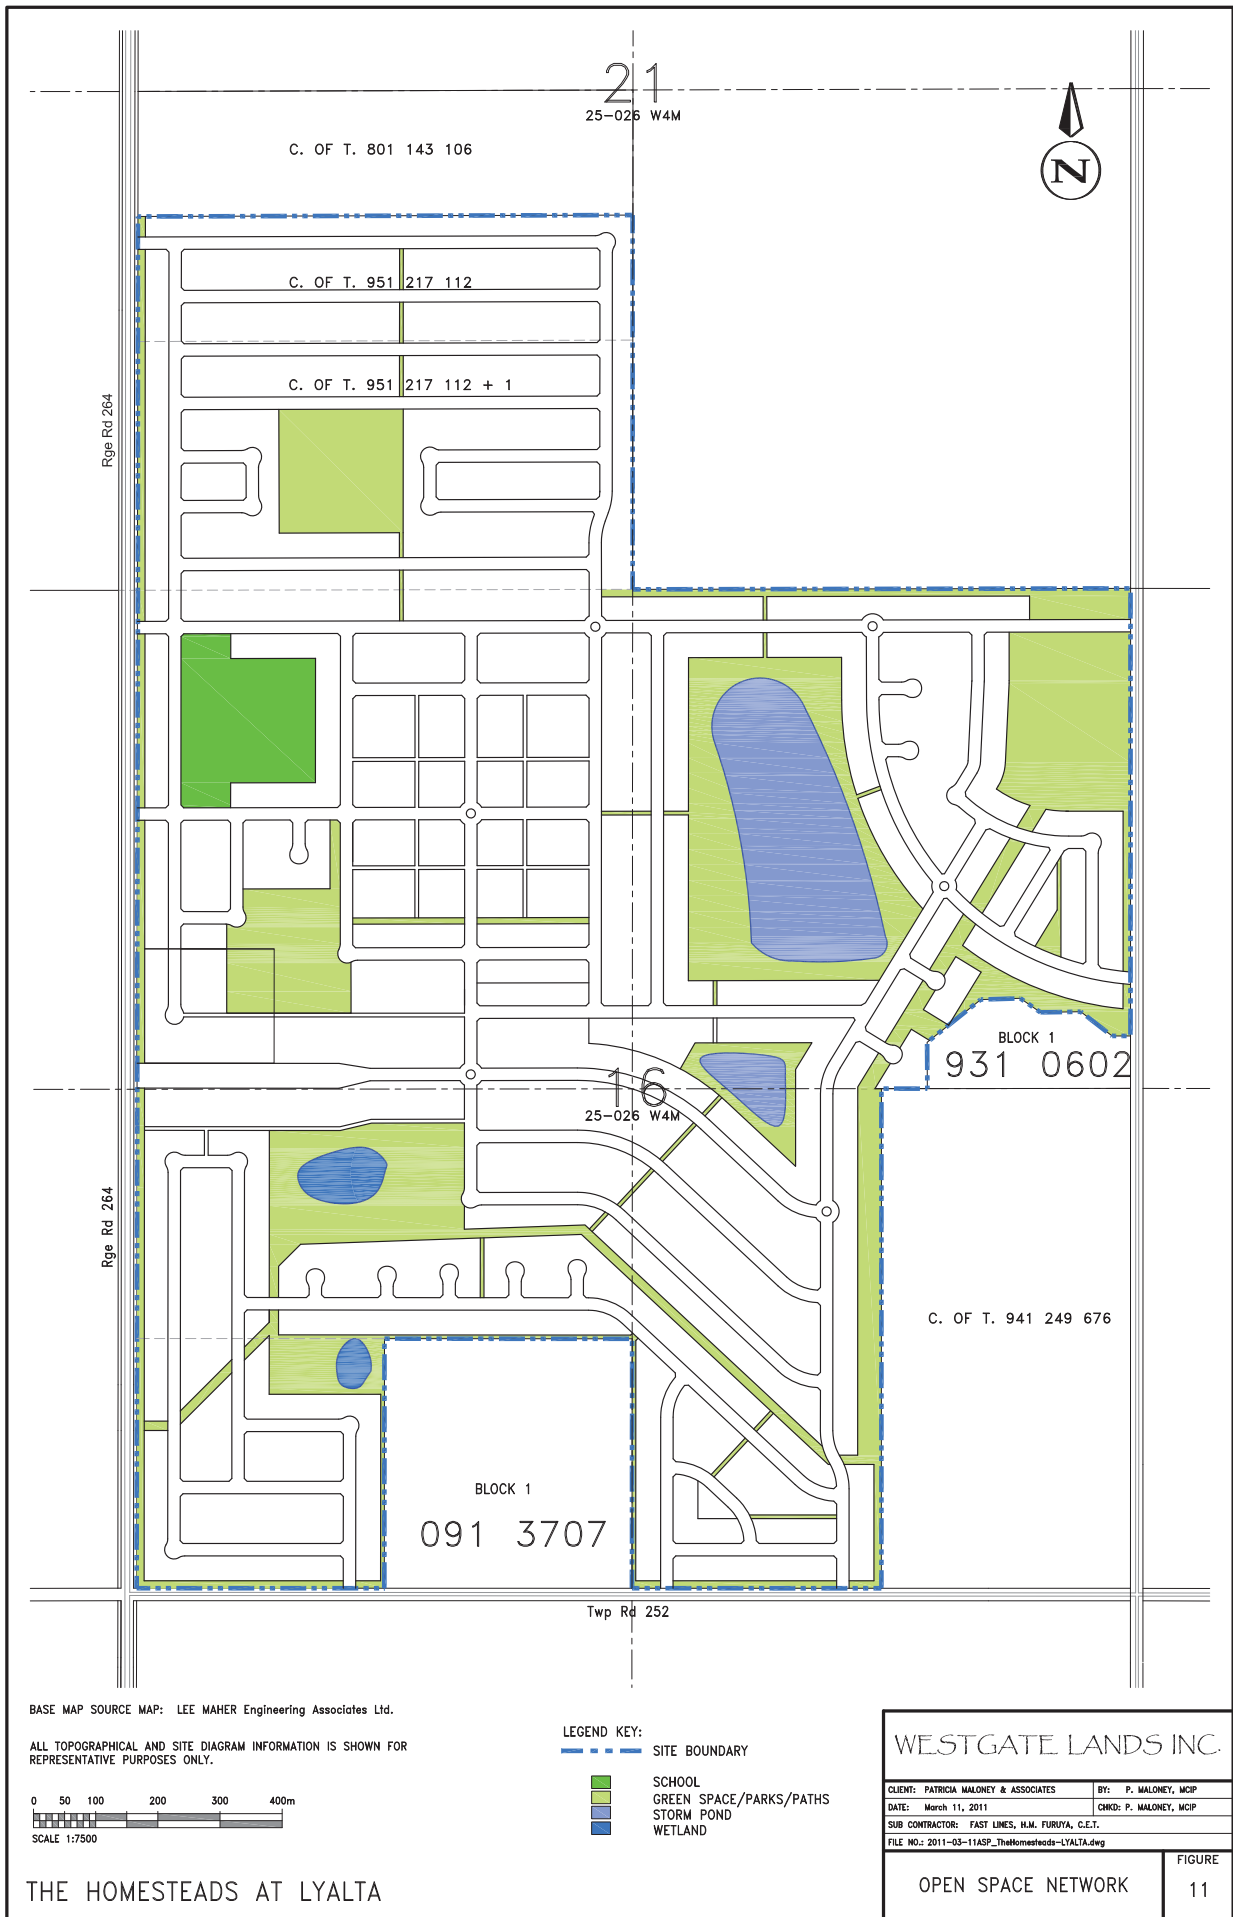 21
25-026 W4M
C. OF T. 801 143 106
N
C. OF T. 951 217 112
C. OF T. 951 217 112 + 1
Rge Rd 264
BLOCK 1
931 0602
16
25-026 W4M
Rge Rd 264
C. OF T. 941 249 676
BLOCK 1
091 3707
Twp Rd 252
BASE MAP SOURCE MAP: LEE MAHER Engineering Associates Ltd.
ALL TOPOGRAPHICAL AND SITE DIAGRAM INFORMATION IS SHOWN FOR
REPRESENTATIVE PURPOSES ONLY.
0 50 100 200 300 400m
SCALE 1:7500
THE HOMESTEADS AT LYALTA
LEGEND KEY:
SITE BOUNDARY
SCHOOL
GREEN SPACE/PARKS/PATHS
STORM POND
WETLAND
WESTGATE LANDS INC.
CLIENT: PATRICIA MALONEY & ASSOCIATES
BY: P. MALONEY, MCIP
DATE: March 11, 2011
CHKD: P. MALONEY, MCIP
SUB CONTRACTOR: FAST LINES, H.M. FURUYA, C.E.T.
FILE NO.: 2011-03-11ASP_TheHomesteads-LYALTA.dwg
OPEN SPACE NETWORK
FIGURE
11